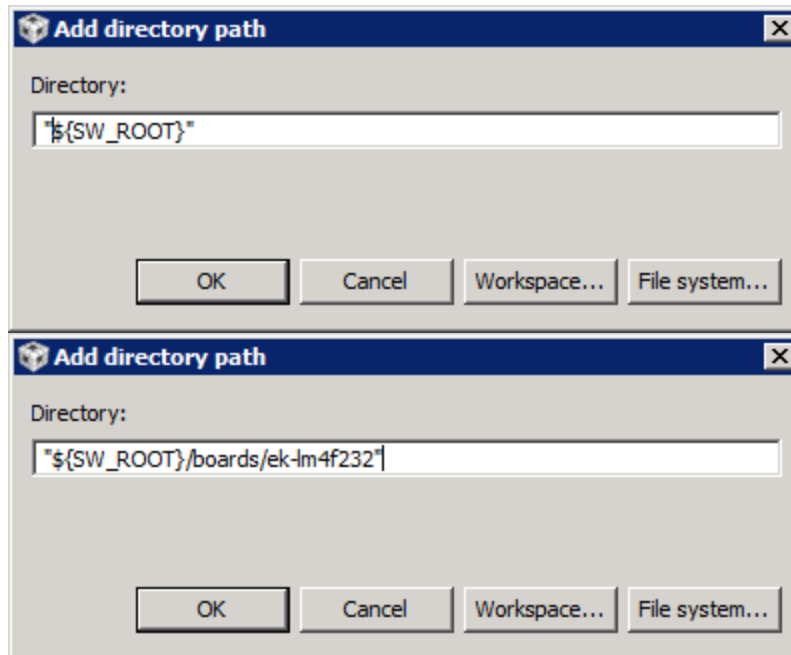 Add directory path
Directory:
"${SW_ROOT}"
OK Cancel Workspace... File system...
Add directory path
Directory:
"${SW_ROOT}/boards/ek-lm4f232"
OK Cancel Workspace... File system...